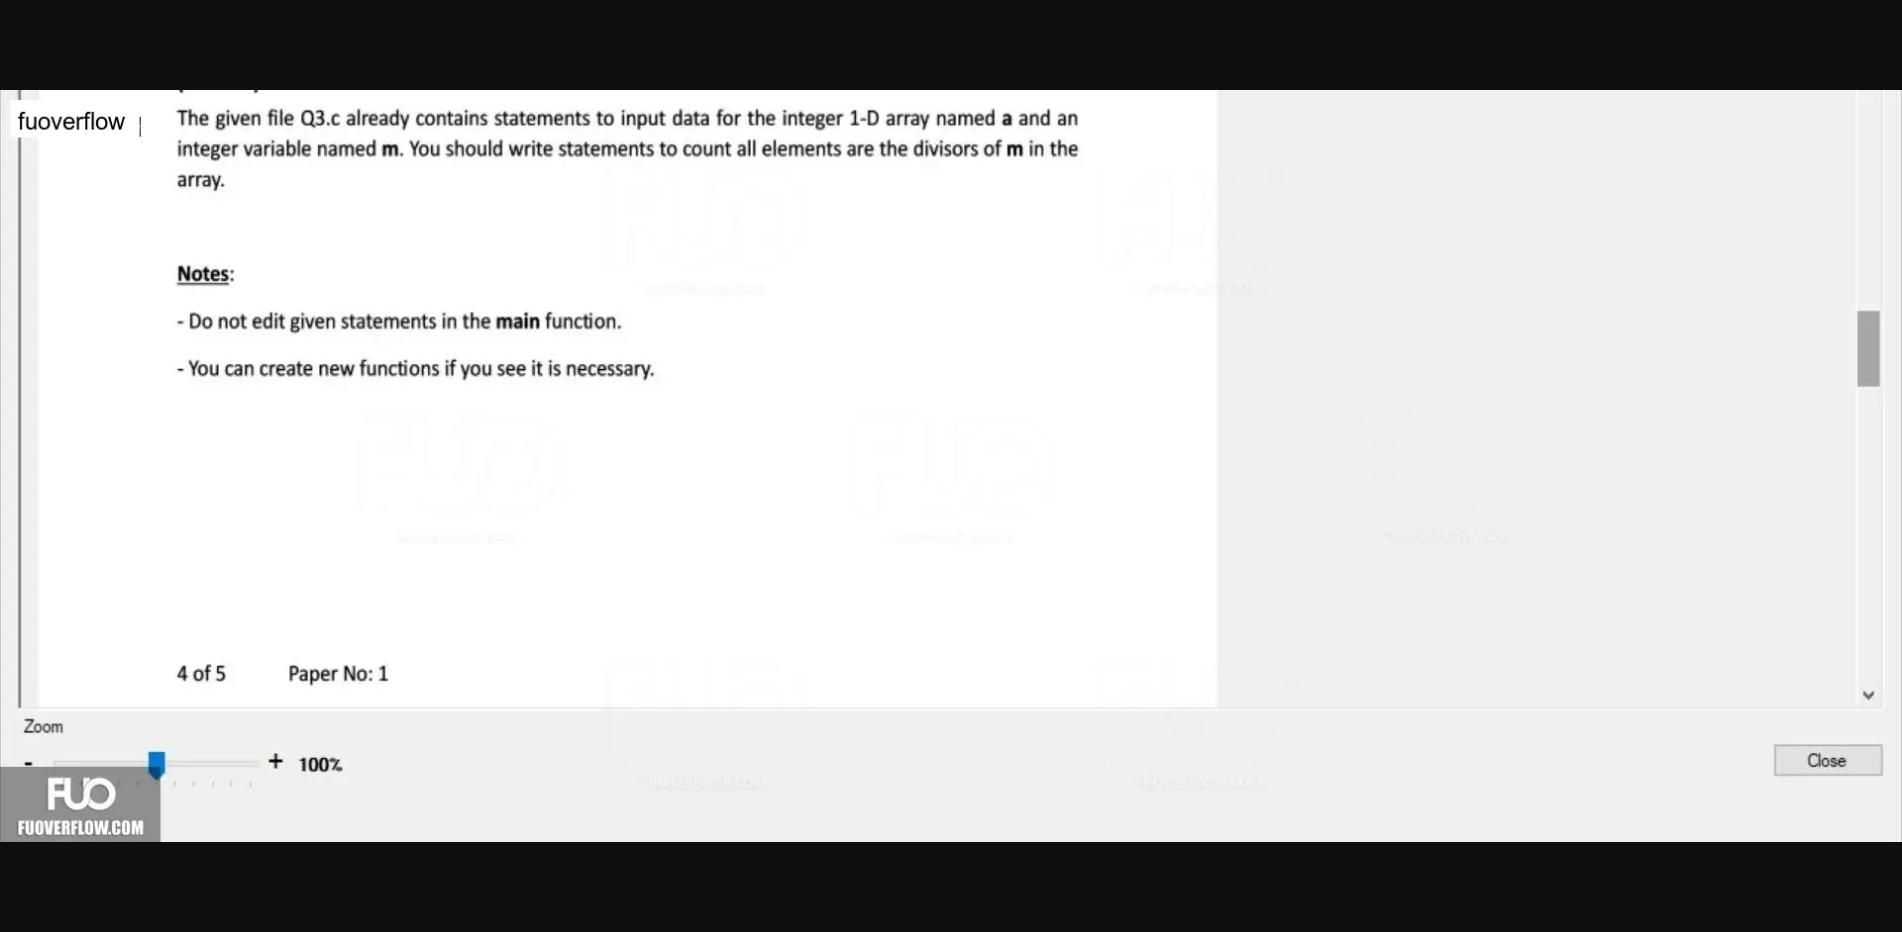 fuoverflow
The given file Q3.c already contains statements to input data for the integer 1-D array named a and an
integer variable named m. You should write statements to count all elements are the divisors of m in the
array.
Notes:
- Do not edit given statements in the main function.
- You can create new functions if you see it is necessary.
4 of 5 Paper No: 1
Zoom
- + 100%
Close
FUO
FUOVERFLOW.COM